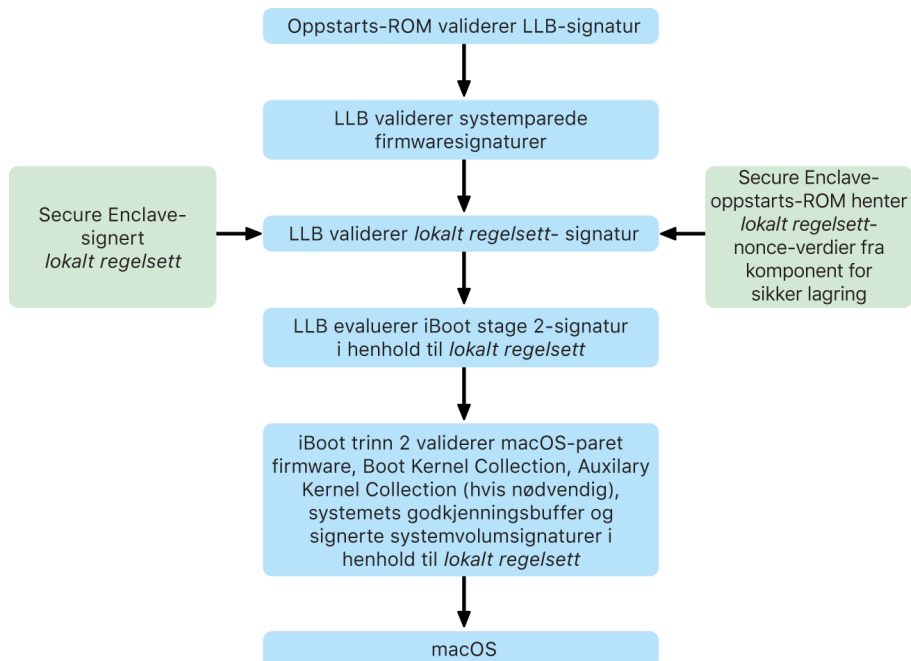 Oppstarts-ROM validerer LLB-signatur
LLB validerer systemparede
firmwaresignaturer
Secure Enclave-
signert
lokalt regelsett
LLB validerer lokalt regelsett- signatur
Secure Enclave-
oppstarts-ROM henter
lokalt regelsett-
nonce-verdier fra
komponent for
sikker lagring
LLB evaluerer iBoot stage 2-signatur
i henhold til lokalt regelsett
iBoot trinn 2 validerer macOS-paret
firmware, Boot Kernel Collection, Auxilary
Kernel Collection (hvis nødvendig),
systemets godkjenningsbuffer og
signerte systemvolumsignaturer i
henhold til lokalt regelsett
macOS